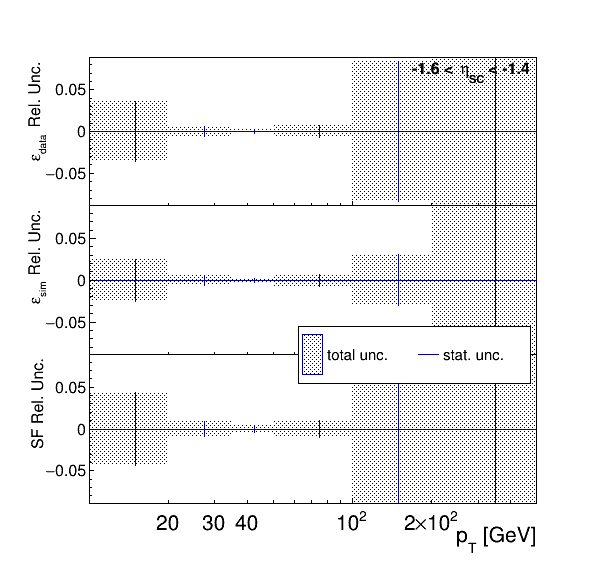 -1.6 < η_SC < -1.4
ε_data Rel. Unc.
0.05
0
−0.05
ε_sim Rel. Unc.
0.05
0
−0.05
total unc.
stat. unc.
SF Rel. Unc.
0.05
0
−0.05
20 30 40 10² 2×10²
p_T [GeV]